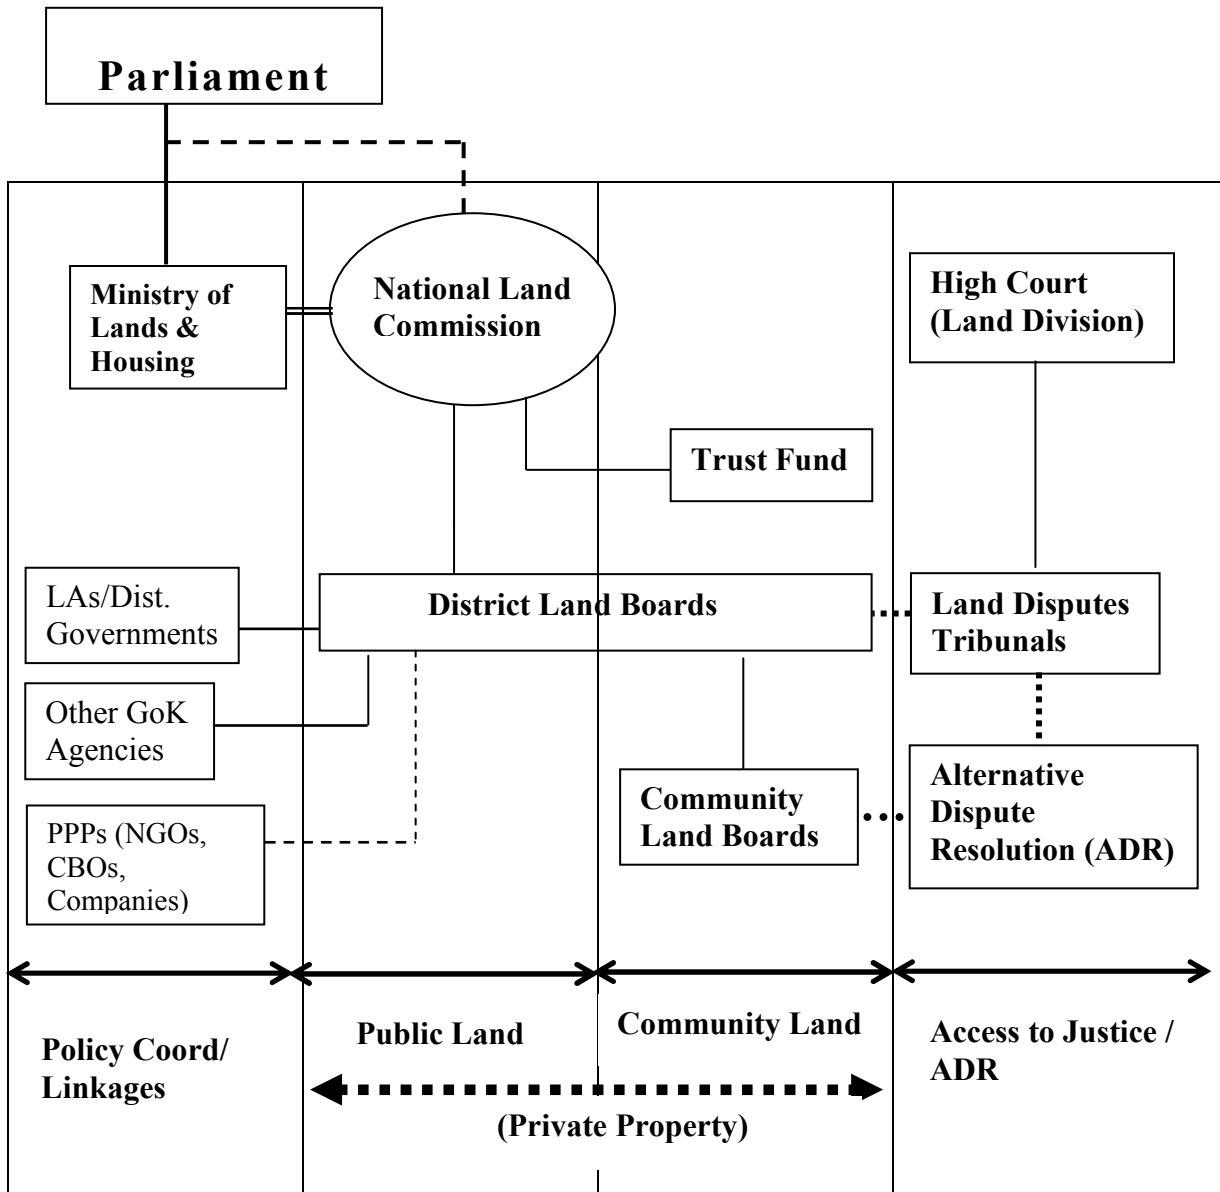 Parliament
Ministry of
Lands &
Housing
National Land
Commission
High Court
(Land Division)
Trust Fund
LAs/Dist.
Governments
District Land Boards
Land Disputes
Tribunals
Other GoK
Agencies
Community
Land Boards
Alternative
Dispute
Resolution (ADR)
PPPs (NGOs,
CBOs,
Companies)
Policy Coord/
Linkages
Public Land
Community Land
Access to Justice /
ADR
(Private Property)